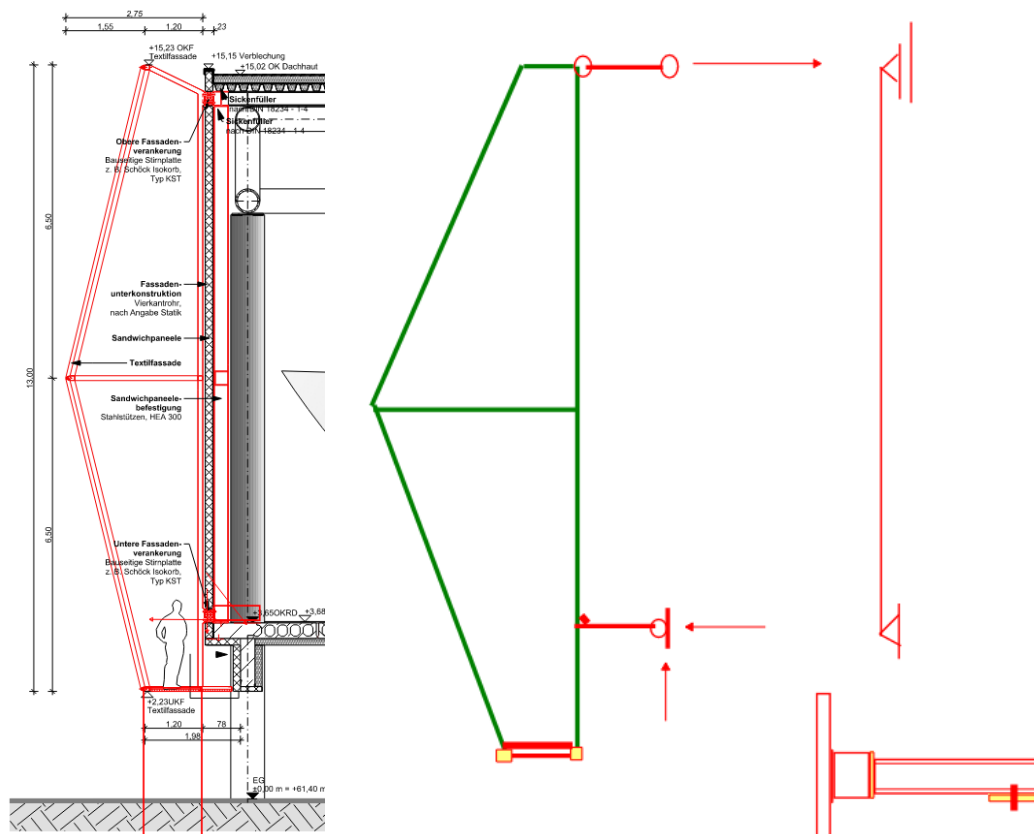 2,75
1,55
1,20
23
+15,23 OKF
Textilfassade
+15,15 Verblechung
+15,02 OK Dachhaut
Sickenfüller
nach DIN 18234 - 1-4
Sickenfüller
nach DIN 18234 - 1-4
Obere Fassaden-
verankerung
Bauseitige Stirnplatte
z. B. Schöck Isokorb,
Typ KST
6,50
Fassaden-
unterkonstruktion
Vierkantrohr,
nach Angabe Statik
Sandwichpaneele
Textilfassade
13,00
Sandwichpaneele-
befestigung
Stahlstützen, HEA 300
6,50
Untere Fassaden-
verankerung
Bauseitige Stirnplatte
z. B. Schöck Isokorb,
Typ KST
+3,65OKRD
+3,68
+2,23UKF
Textilfassade
1,20
78
1,98
EG
±0,00 m = +61,40 m